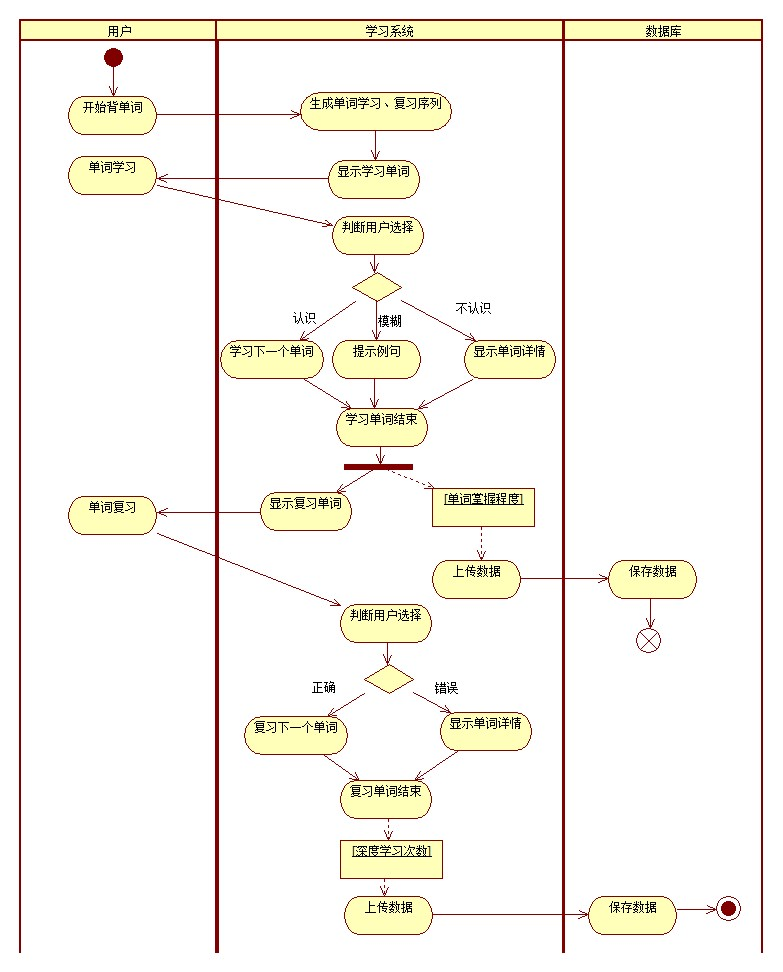 用户
学习系统
数据库
开始背单词
生成单词学习、复习序列
单词学习
显示学习单词
判断用户选择
认识
模糊
不认识
学习下一个单词
提示例句
显示单词详情
学习单词结束
单词复习
显示复习单词
[单词掌握程度]
上传数据
保存数据
判断用户选择
正确
错误
复习下一个单词
显示单词详情
复习单词结束
[深度学习次数]
上传数据
保存数据